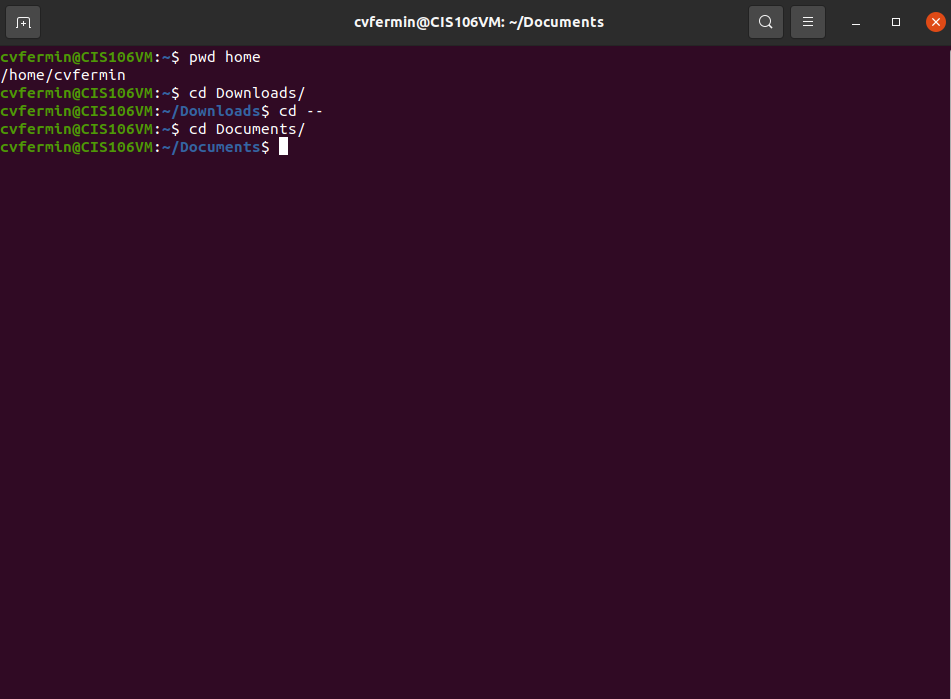 cvfermin@CIS106VM: ~/Documents
cvfermin@CIS106VM:~$ pwd home
/home/cvfermin
cvfermin@CIS106VM:~$ cd Downloads/
cvfermin@CIS106VM:~/Downloads$ cd --
cvfermin@CIS106VM:~$ cd Documents/
cvfermin@CIS106VM:~/Documents$